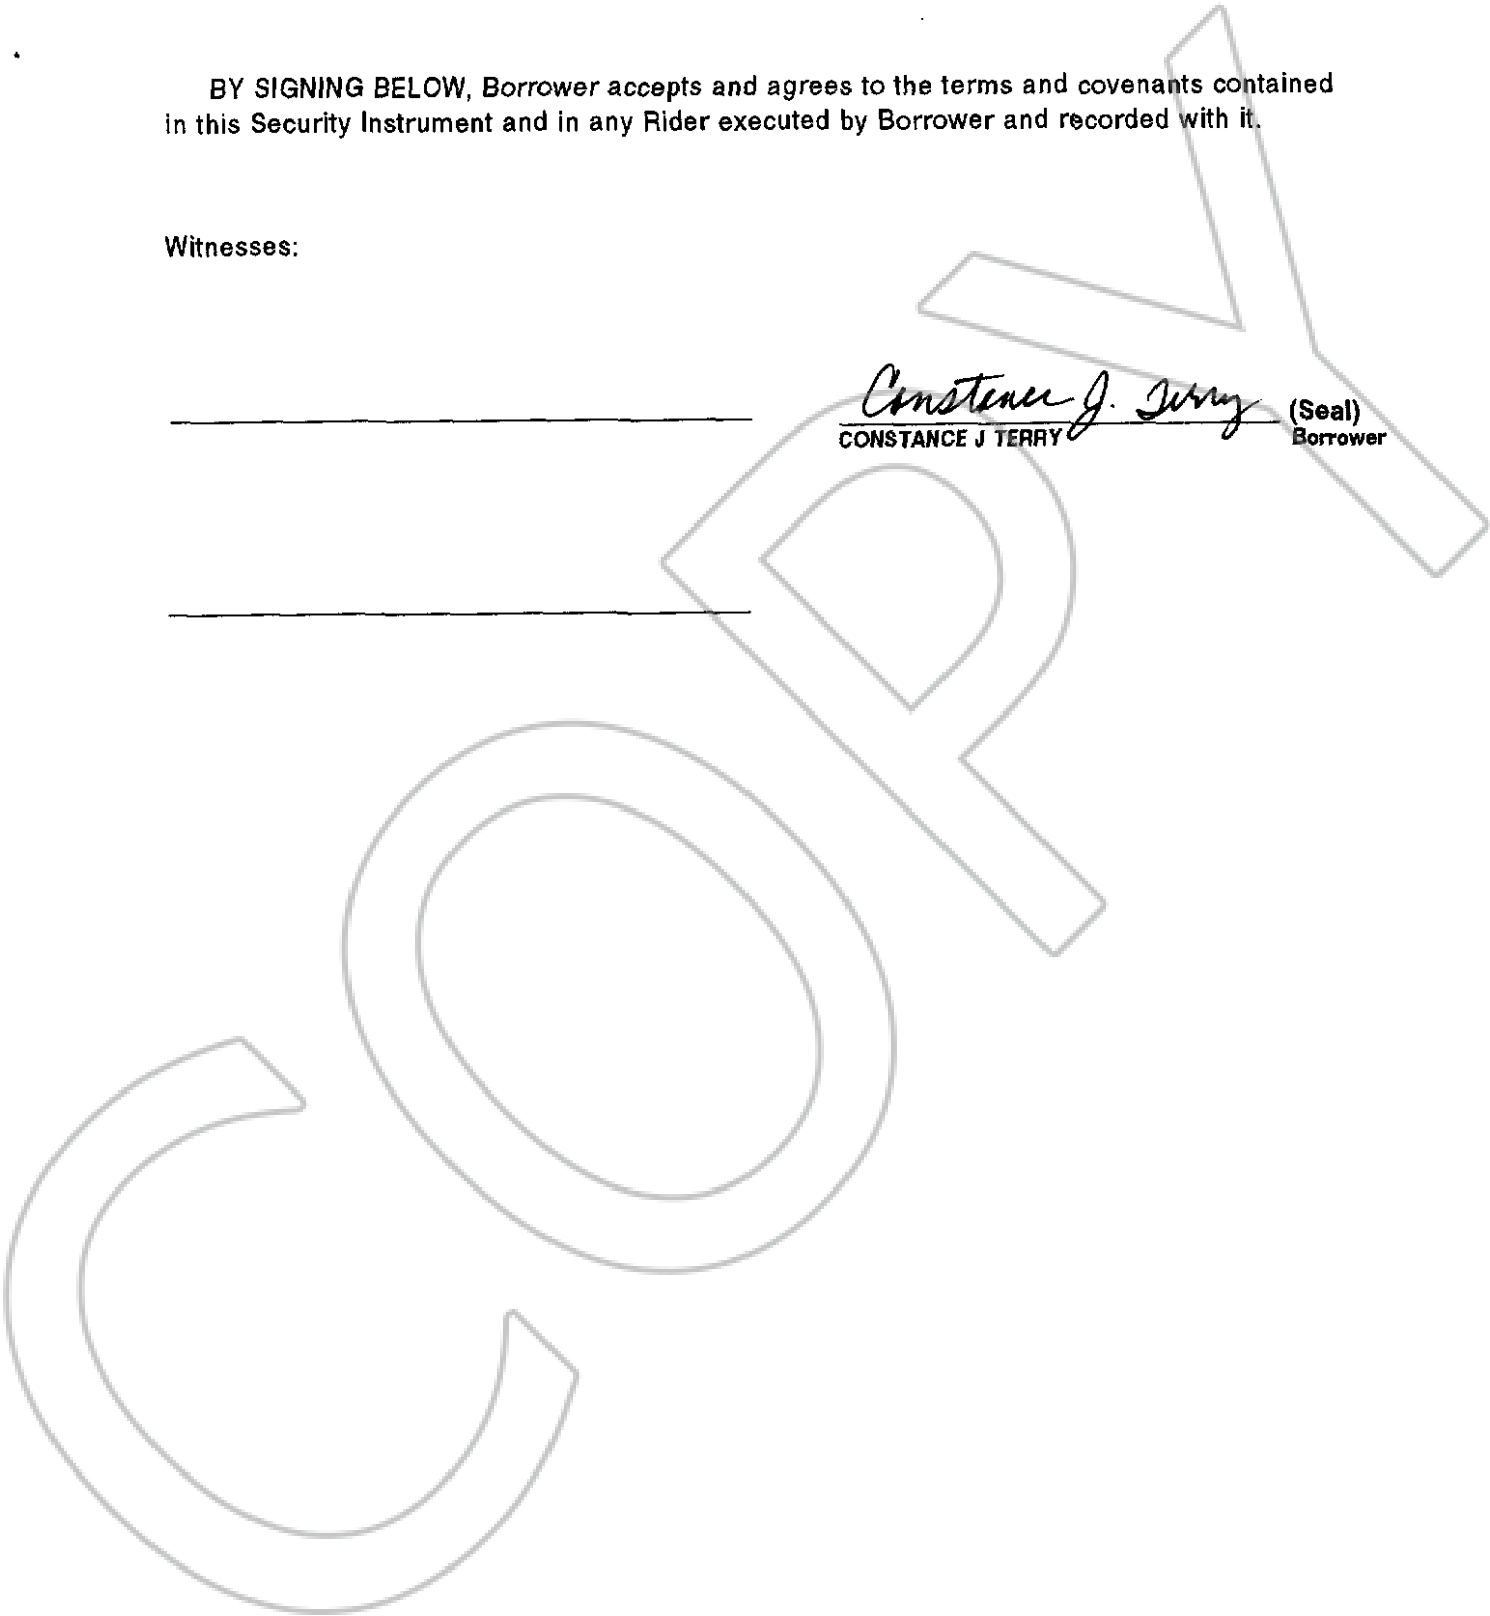 BY SIGNING BELOW, Borrower accepts and agrees to the terms and covenants contained
in this Security Instrument and in any Rider executed by Borrower and recorded with it.
Witnesses:
Constance J. Terry (Seal)
CONSTANCE J TERRY Borrower
COPY